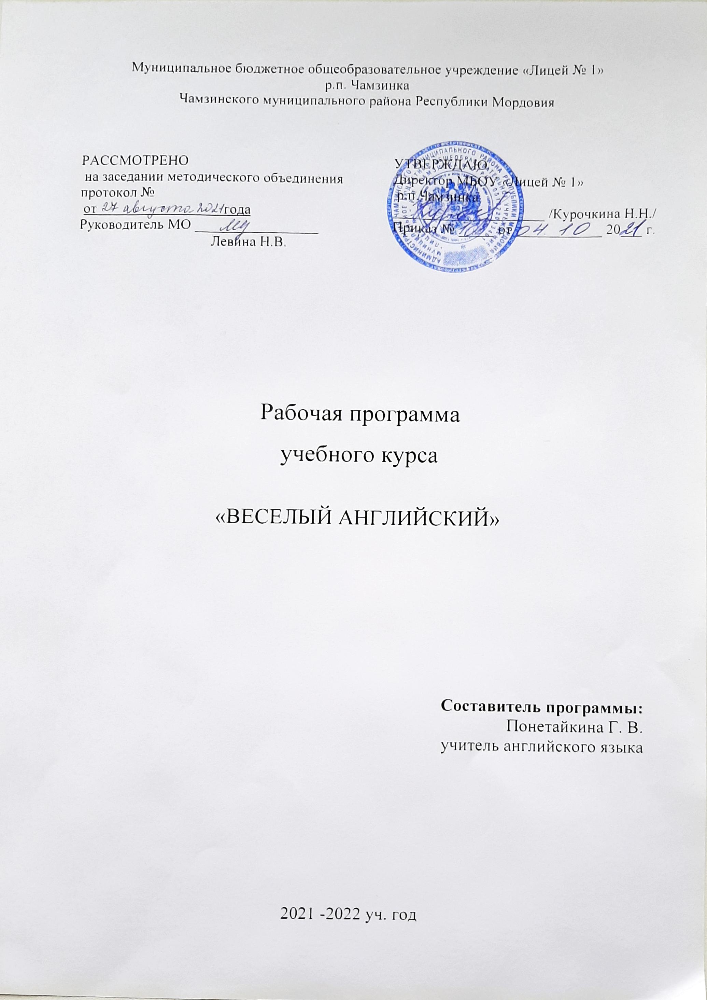 Муниципальное бюджетное общеобразовательное учреждение «Лицей № 1»
р.п. Чамзинка
Чамзинского муниципального района Республики Мордовия
РАССМОТРЕНО
на заседании методического объединения
протокол №
от 27 августа 2021года
Руководитель МО
Левина Н.В.
УТВЕРЖДАЮ
Директор МБОУ «Лицей № 1»
р.п.Чамзинка
/Курочкина Н.Н./
Приказ № от 04. 10 2021 г.
Рабочая программа
учебного курса
«ВЕСЕЛЫЙ АНГЛИЙСКИЙ»
Составитель программы:
Понетайкина Г. В.
учитель английского языка
2021 -2022 уч. год